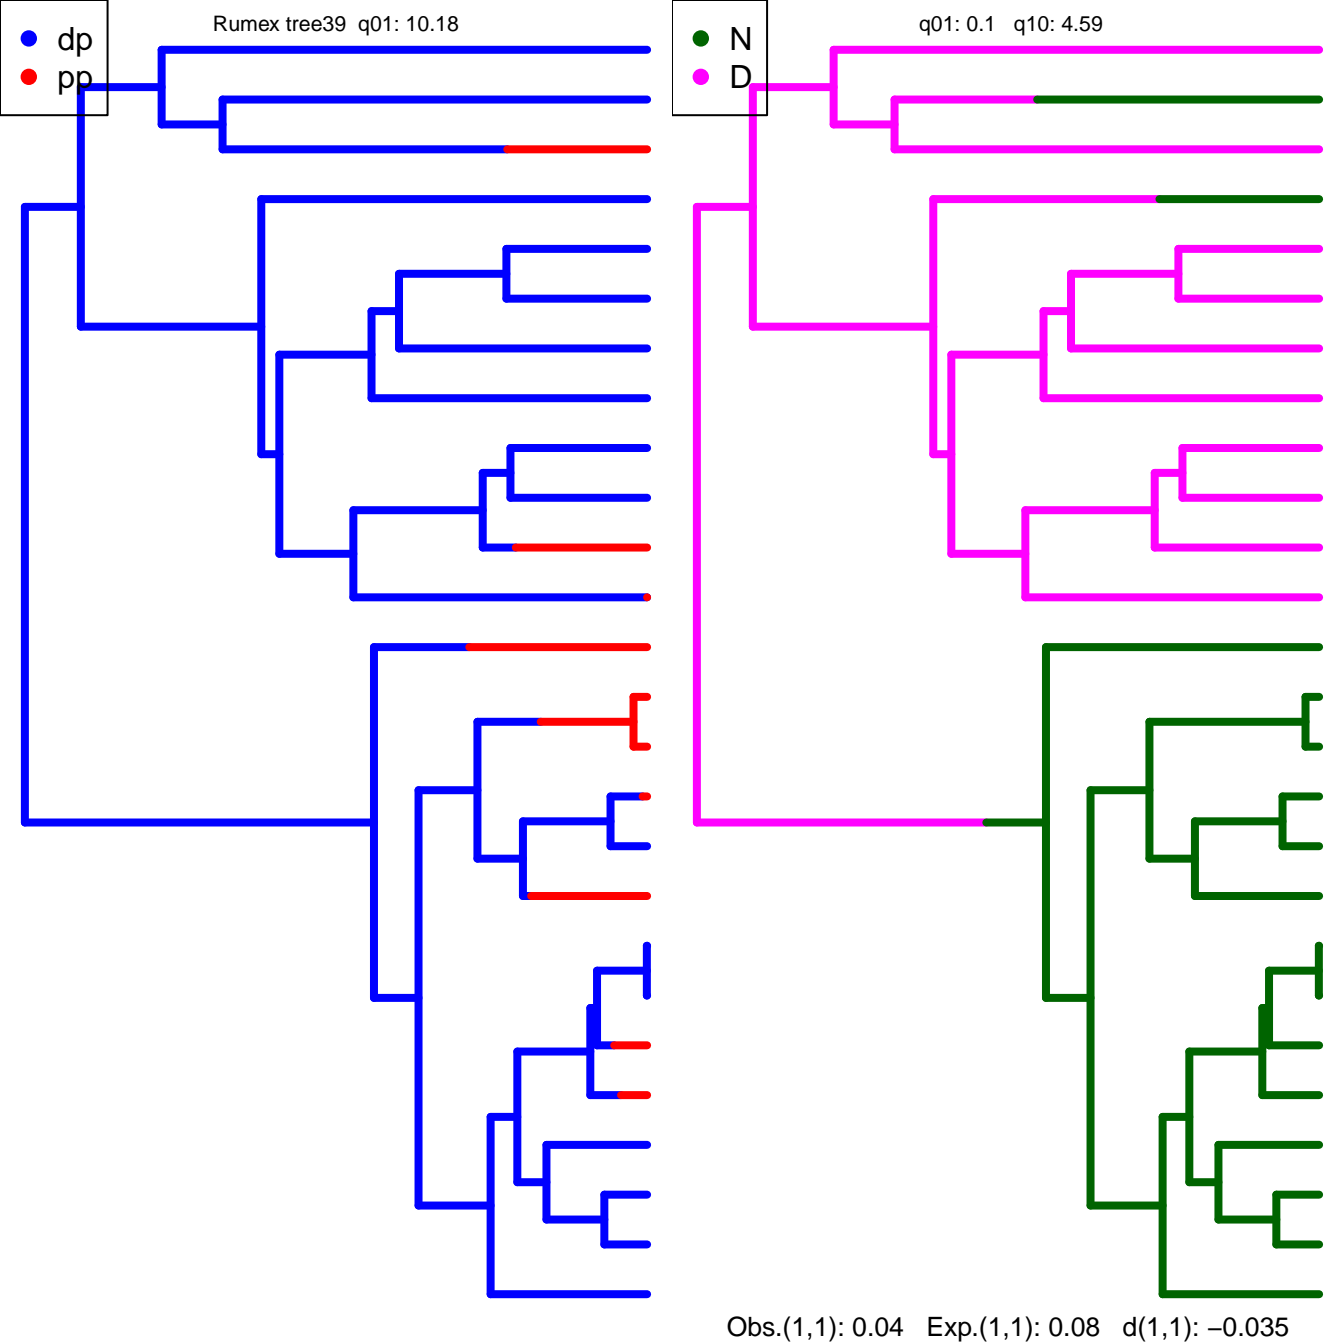 Rumex tree39 q01: 10.18
dp
pp
q01: 0.1 q10: 4.59
N
D
Obs.(1,1): 0.04 Exp.(1,1): 0.08 d(1,1): −0.035